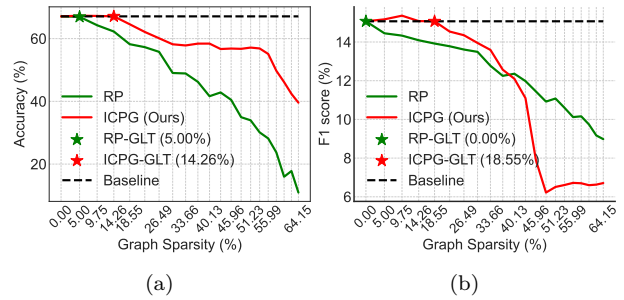 Accuracy (%)
60
40
20
RP
ICPG (Ours)
RP-GLT (5.00%)
ICPG-GLT (14.26%)
Baseline
0.00
5.00
9.75
14.26
18.55
26.49
33.66
40.13
45.96
51.23
55.99
64.15
Graph Sparsity (%)
(a)
F1 score (%)
16
14
12
10
8
6
RP
ICPG (Ours)
RP-GLT (0.00%)
ICPG-GLT (18.55%)
Baseline
0.00
5.00
9.75
14.26
18.55
26.49
33.66
40.13
45.96
51.23
55.99
64.15
Graph Sparsity (%)
(b)